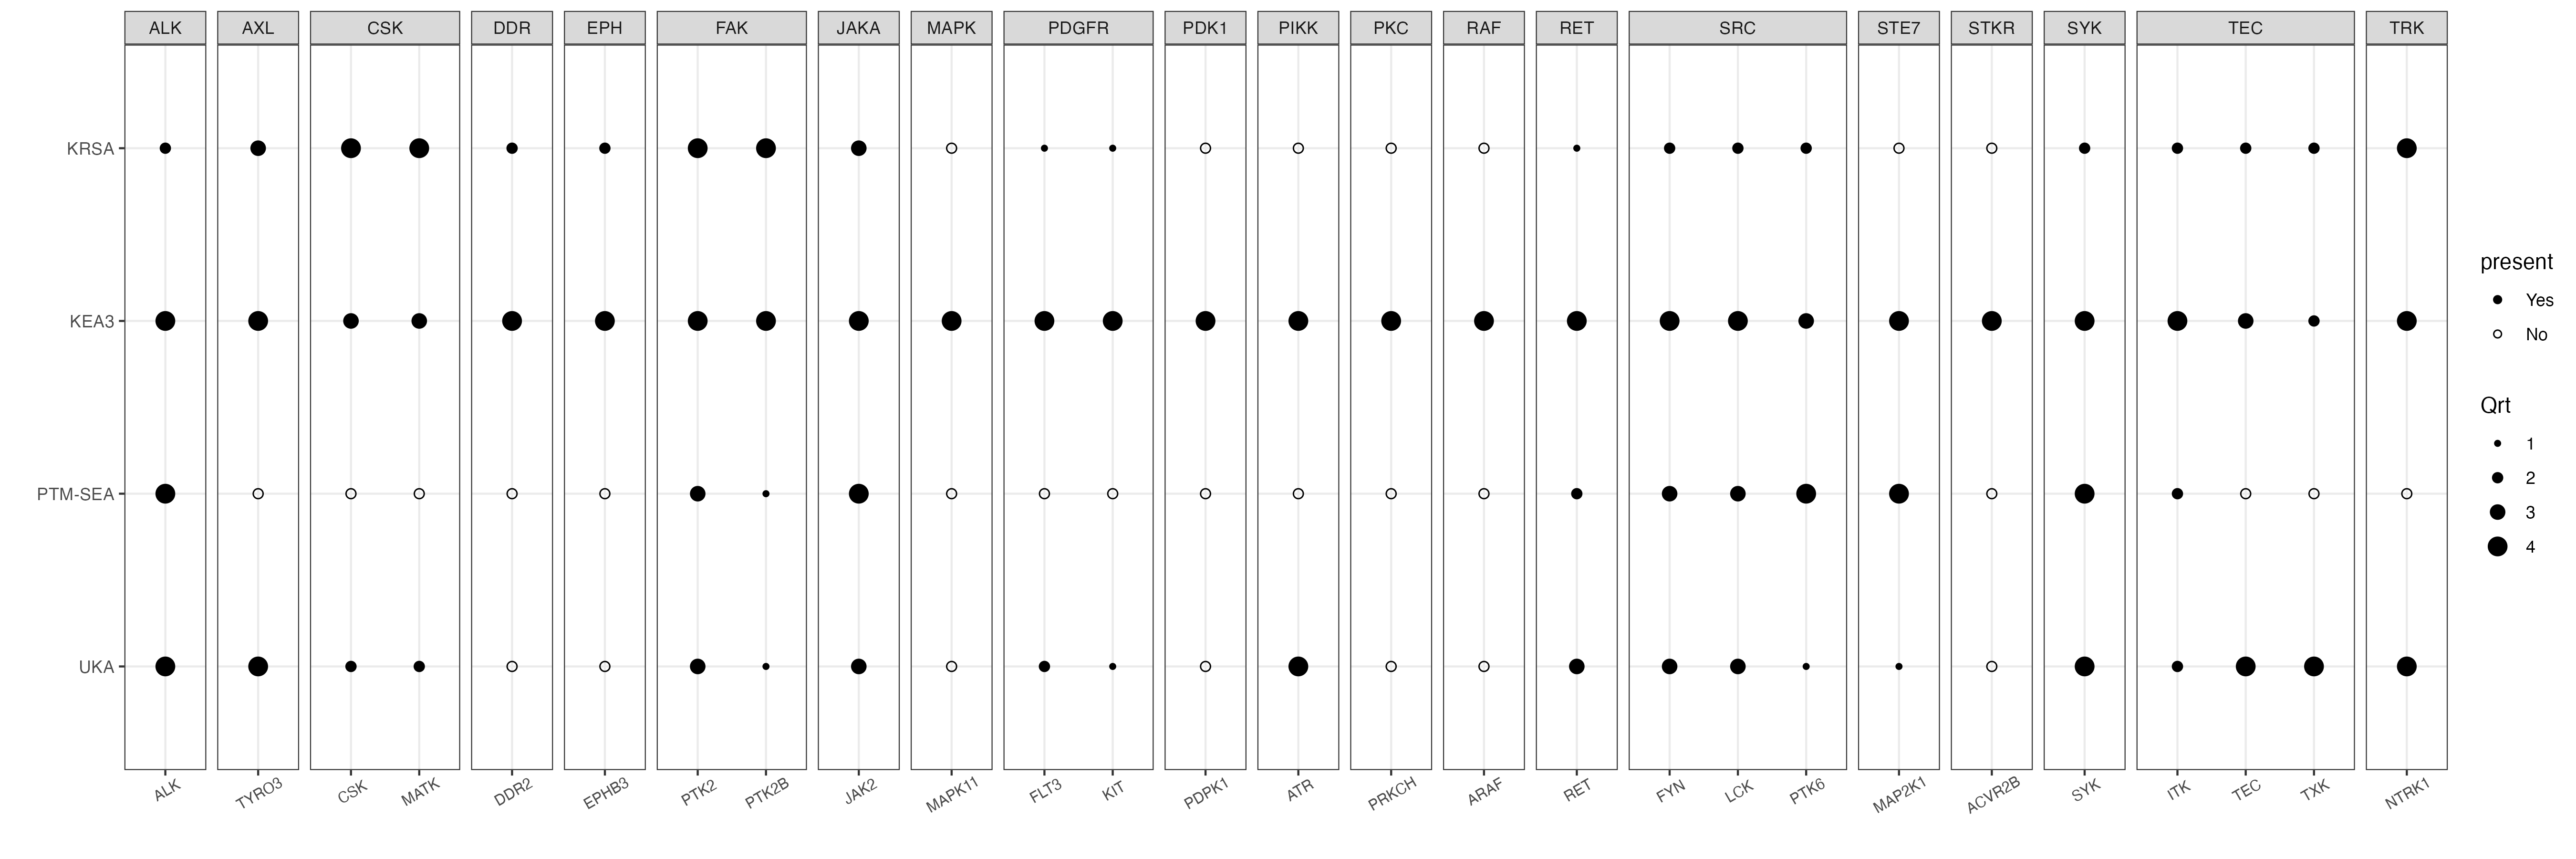 ALK AXL CSK DDR EPH FAK JAKA MAPK PDGFR PDK1 PIKK PKC RAF RET SRC STE7 STKR SYK TEC TRK
KRSA
KEA3
PTM-SEA
UKA
ALK TYRO3 CSK MATK DDR2 EPHB3 PTK2 PTK2B JAK2 MAPK11 FLT3 KIT PDPK1 ATR PRKCH ARAF RET FYN LCK PTK6 MAP2K1 ACVR2B SYK ITK TEC TXK NTRK1
present
Yes
No
Qrt
1
2
3
4